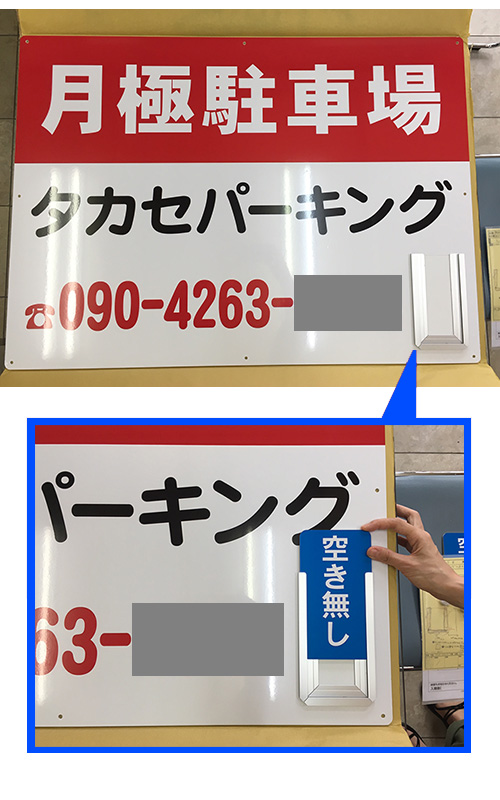 月極駐車場
タカセパーキング
☎090-4263-
パーキング
63-
空き無し